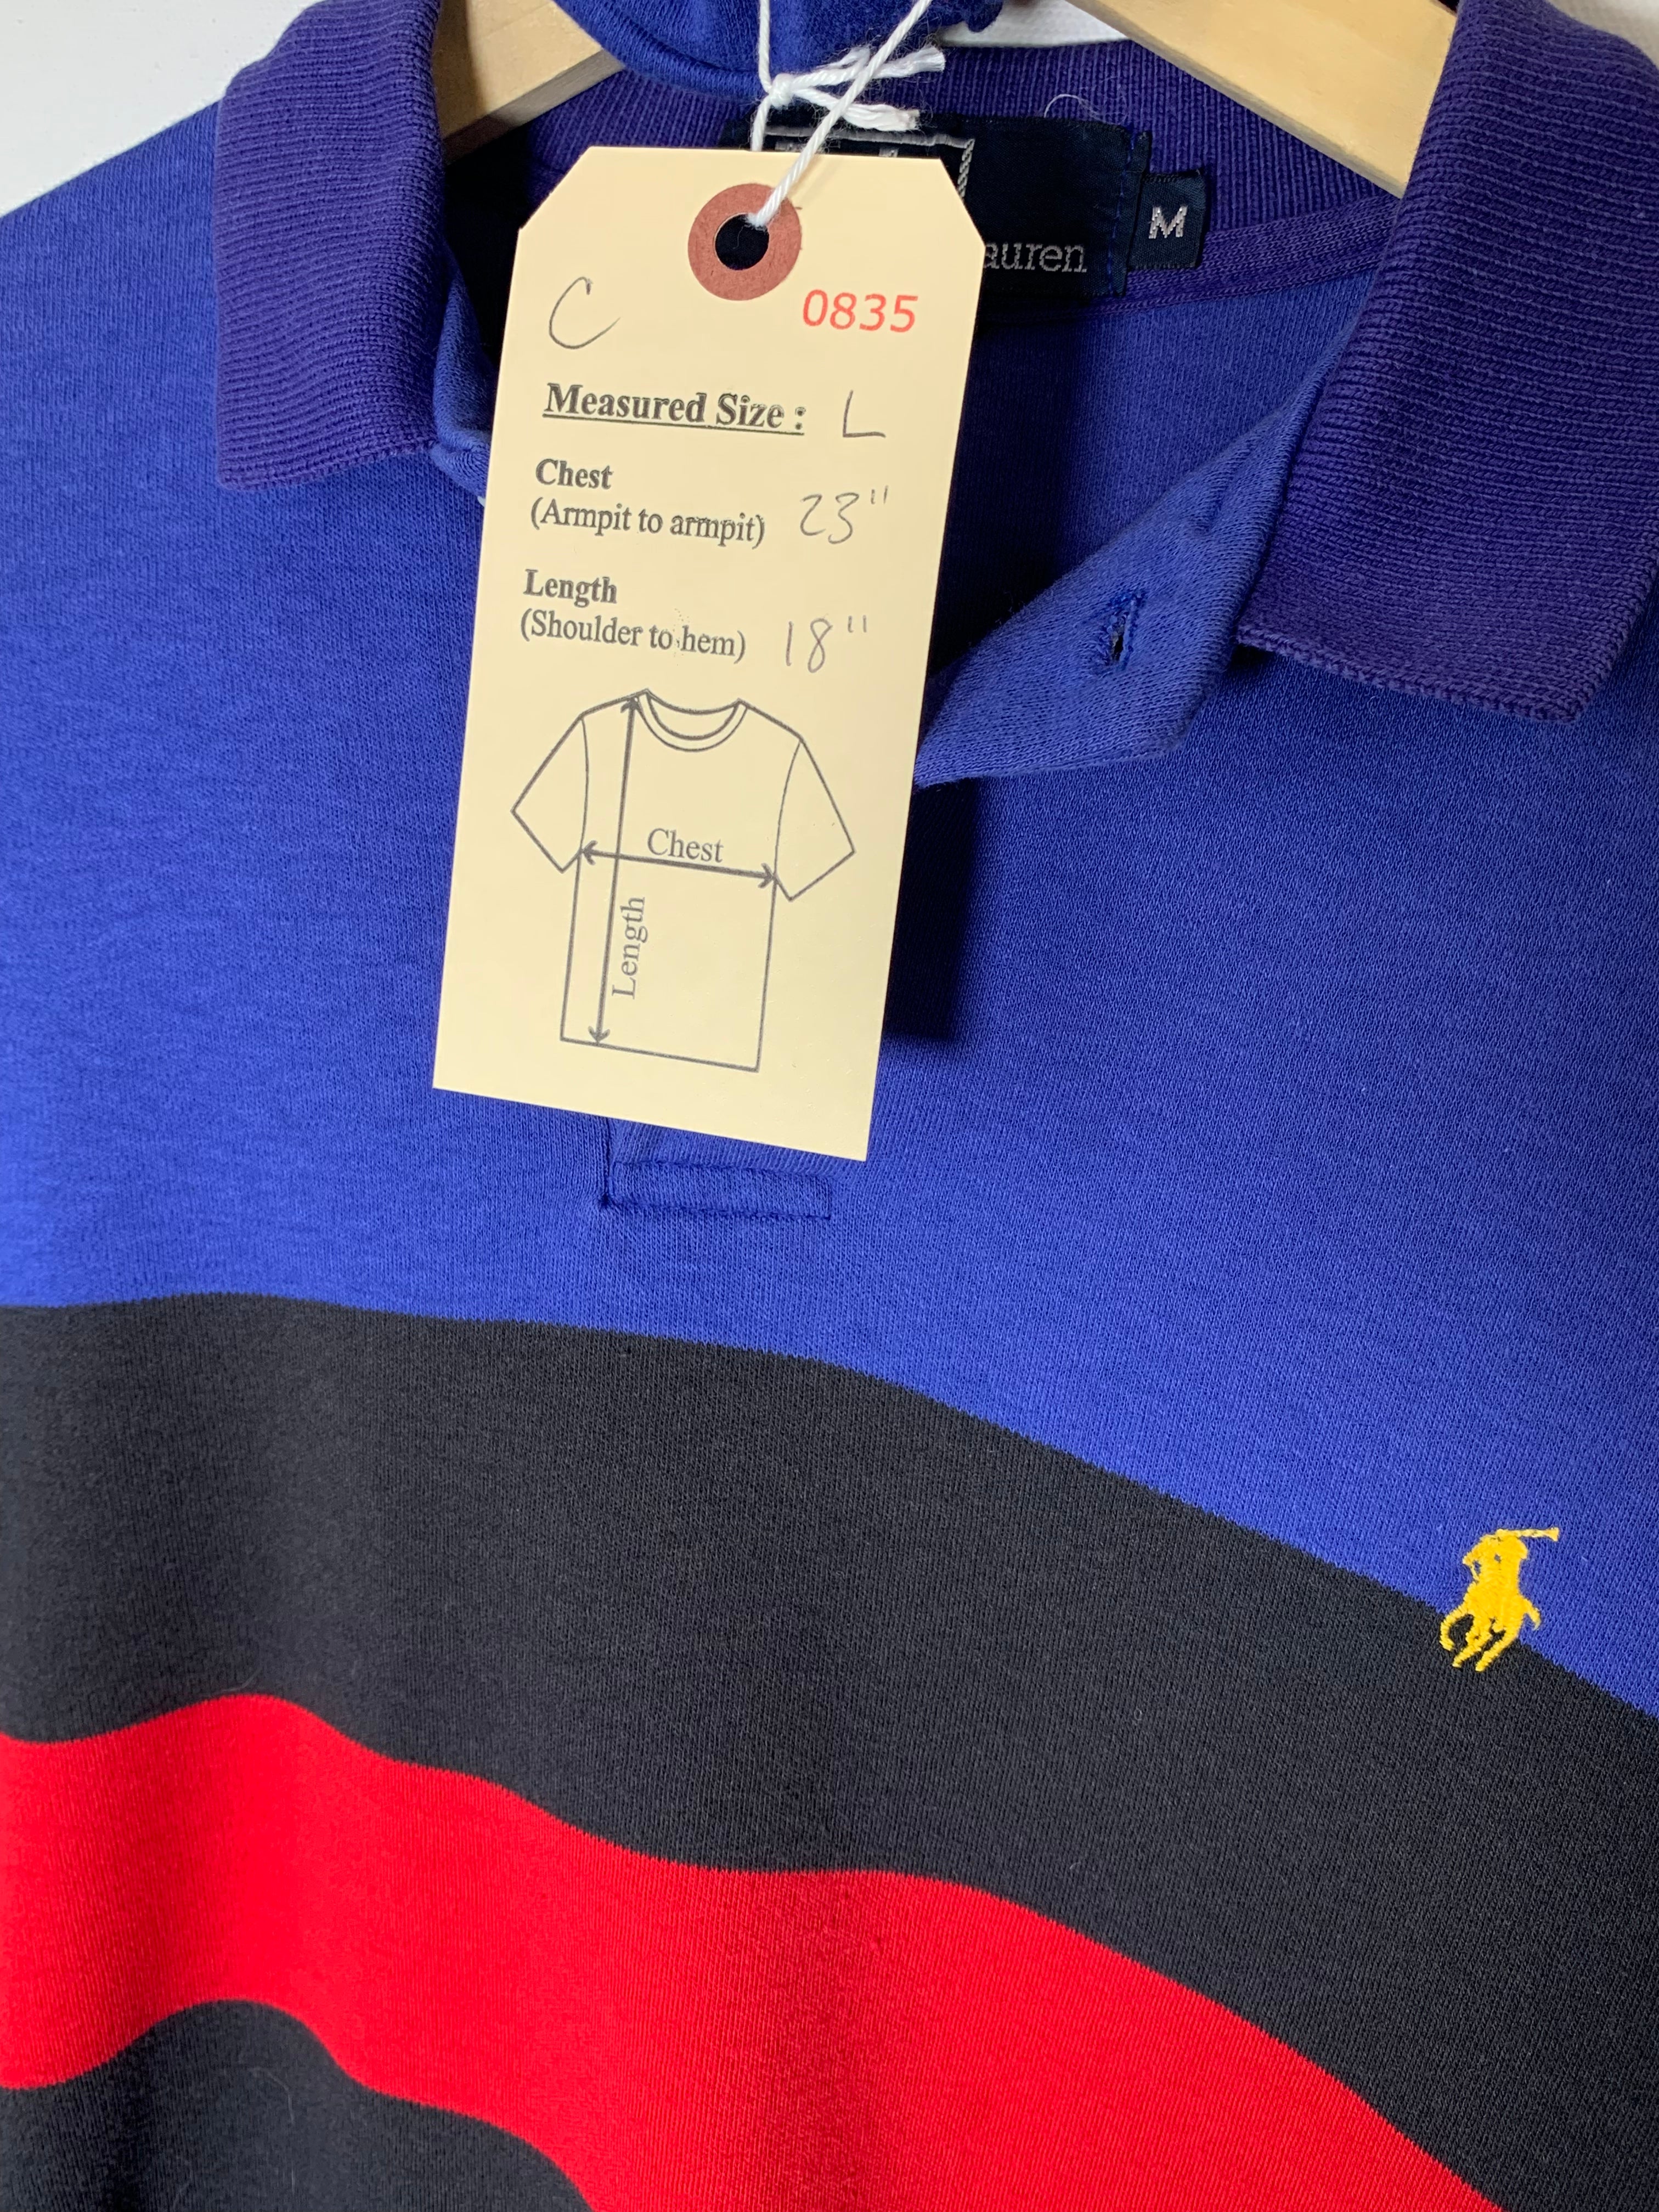 auren
M
C
0835
Measured Size : L
Chest
(Armpit to armpit) 23"
Length
(Shoulder to hem) 18"
Chest
Length